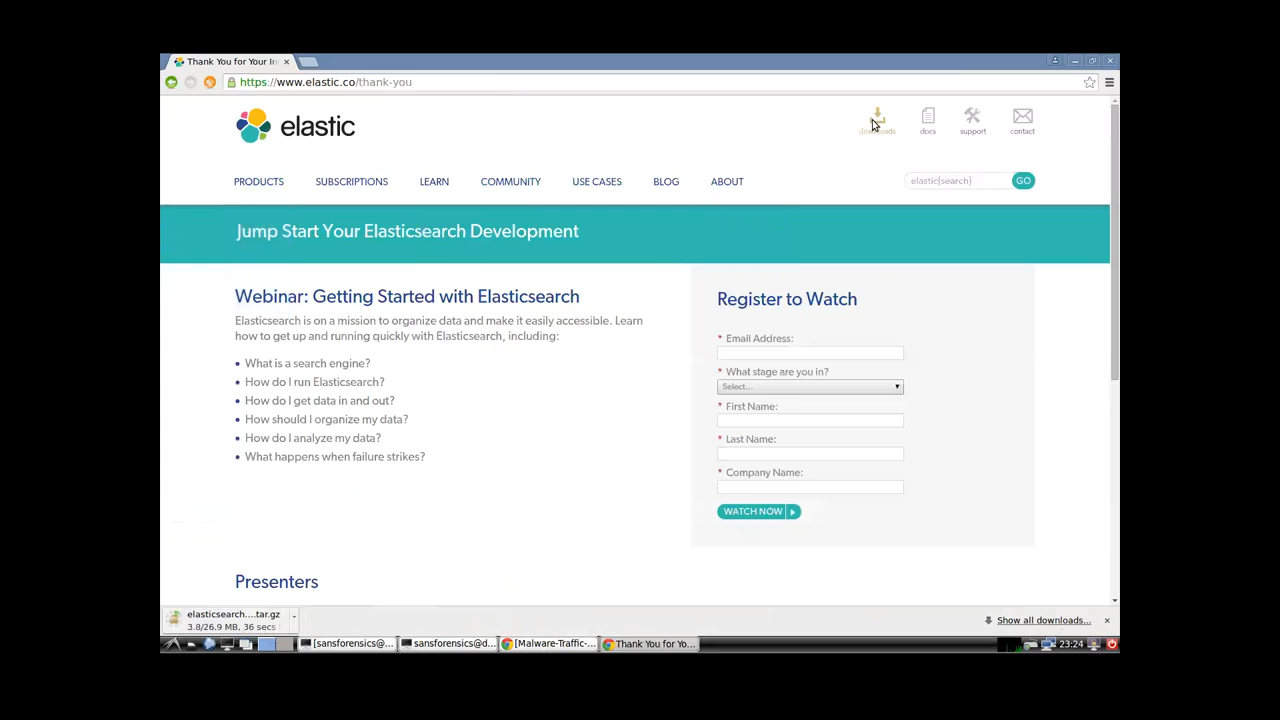 Thank You for Your In
https://www.elastic.co/thank-you
elastic
downloads
docs
support
contact
PRODUCTS
SUBSCRIPTIONS
LEARN
COMMUNITY
USE CASES
BLOG
ABOUT
elastic{search}
GO
Jump Start Your Elasticsearch Development
Webinar: Getting Started with Elasticsearch
Elasticsearch is on a mission to organize data and make it easily accessible. Learn
how to get up and running quickly with Elasticsearch, including:
• What is a search engine?
• How do I run Elasticsearch?
• How do I get data in and out?
• How should I organize my data?
• How do I analyze my data?
• What happens when failure strikes?
Register to Watch
* Email Address:
* What stage are you in?
Select...
* First Name:
* Last Name:
* Company Name:
WATCH NOW
Presenters
elasticsearch....tar.gz
3.8/26.9 MB, 36 secs
Show all downloads...
[sansforensics@...
sansforensics@d...
[Malware-Traffic-...
Thank You for Yo...
23:24